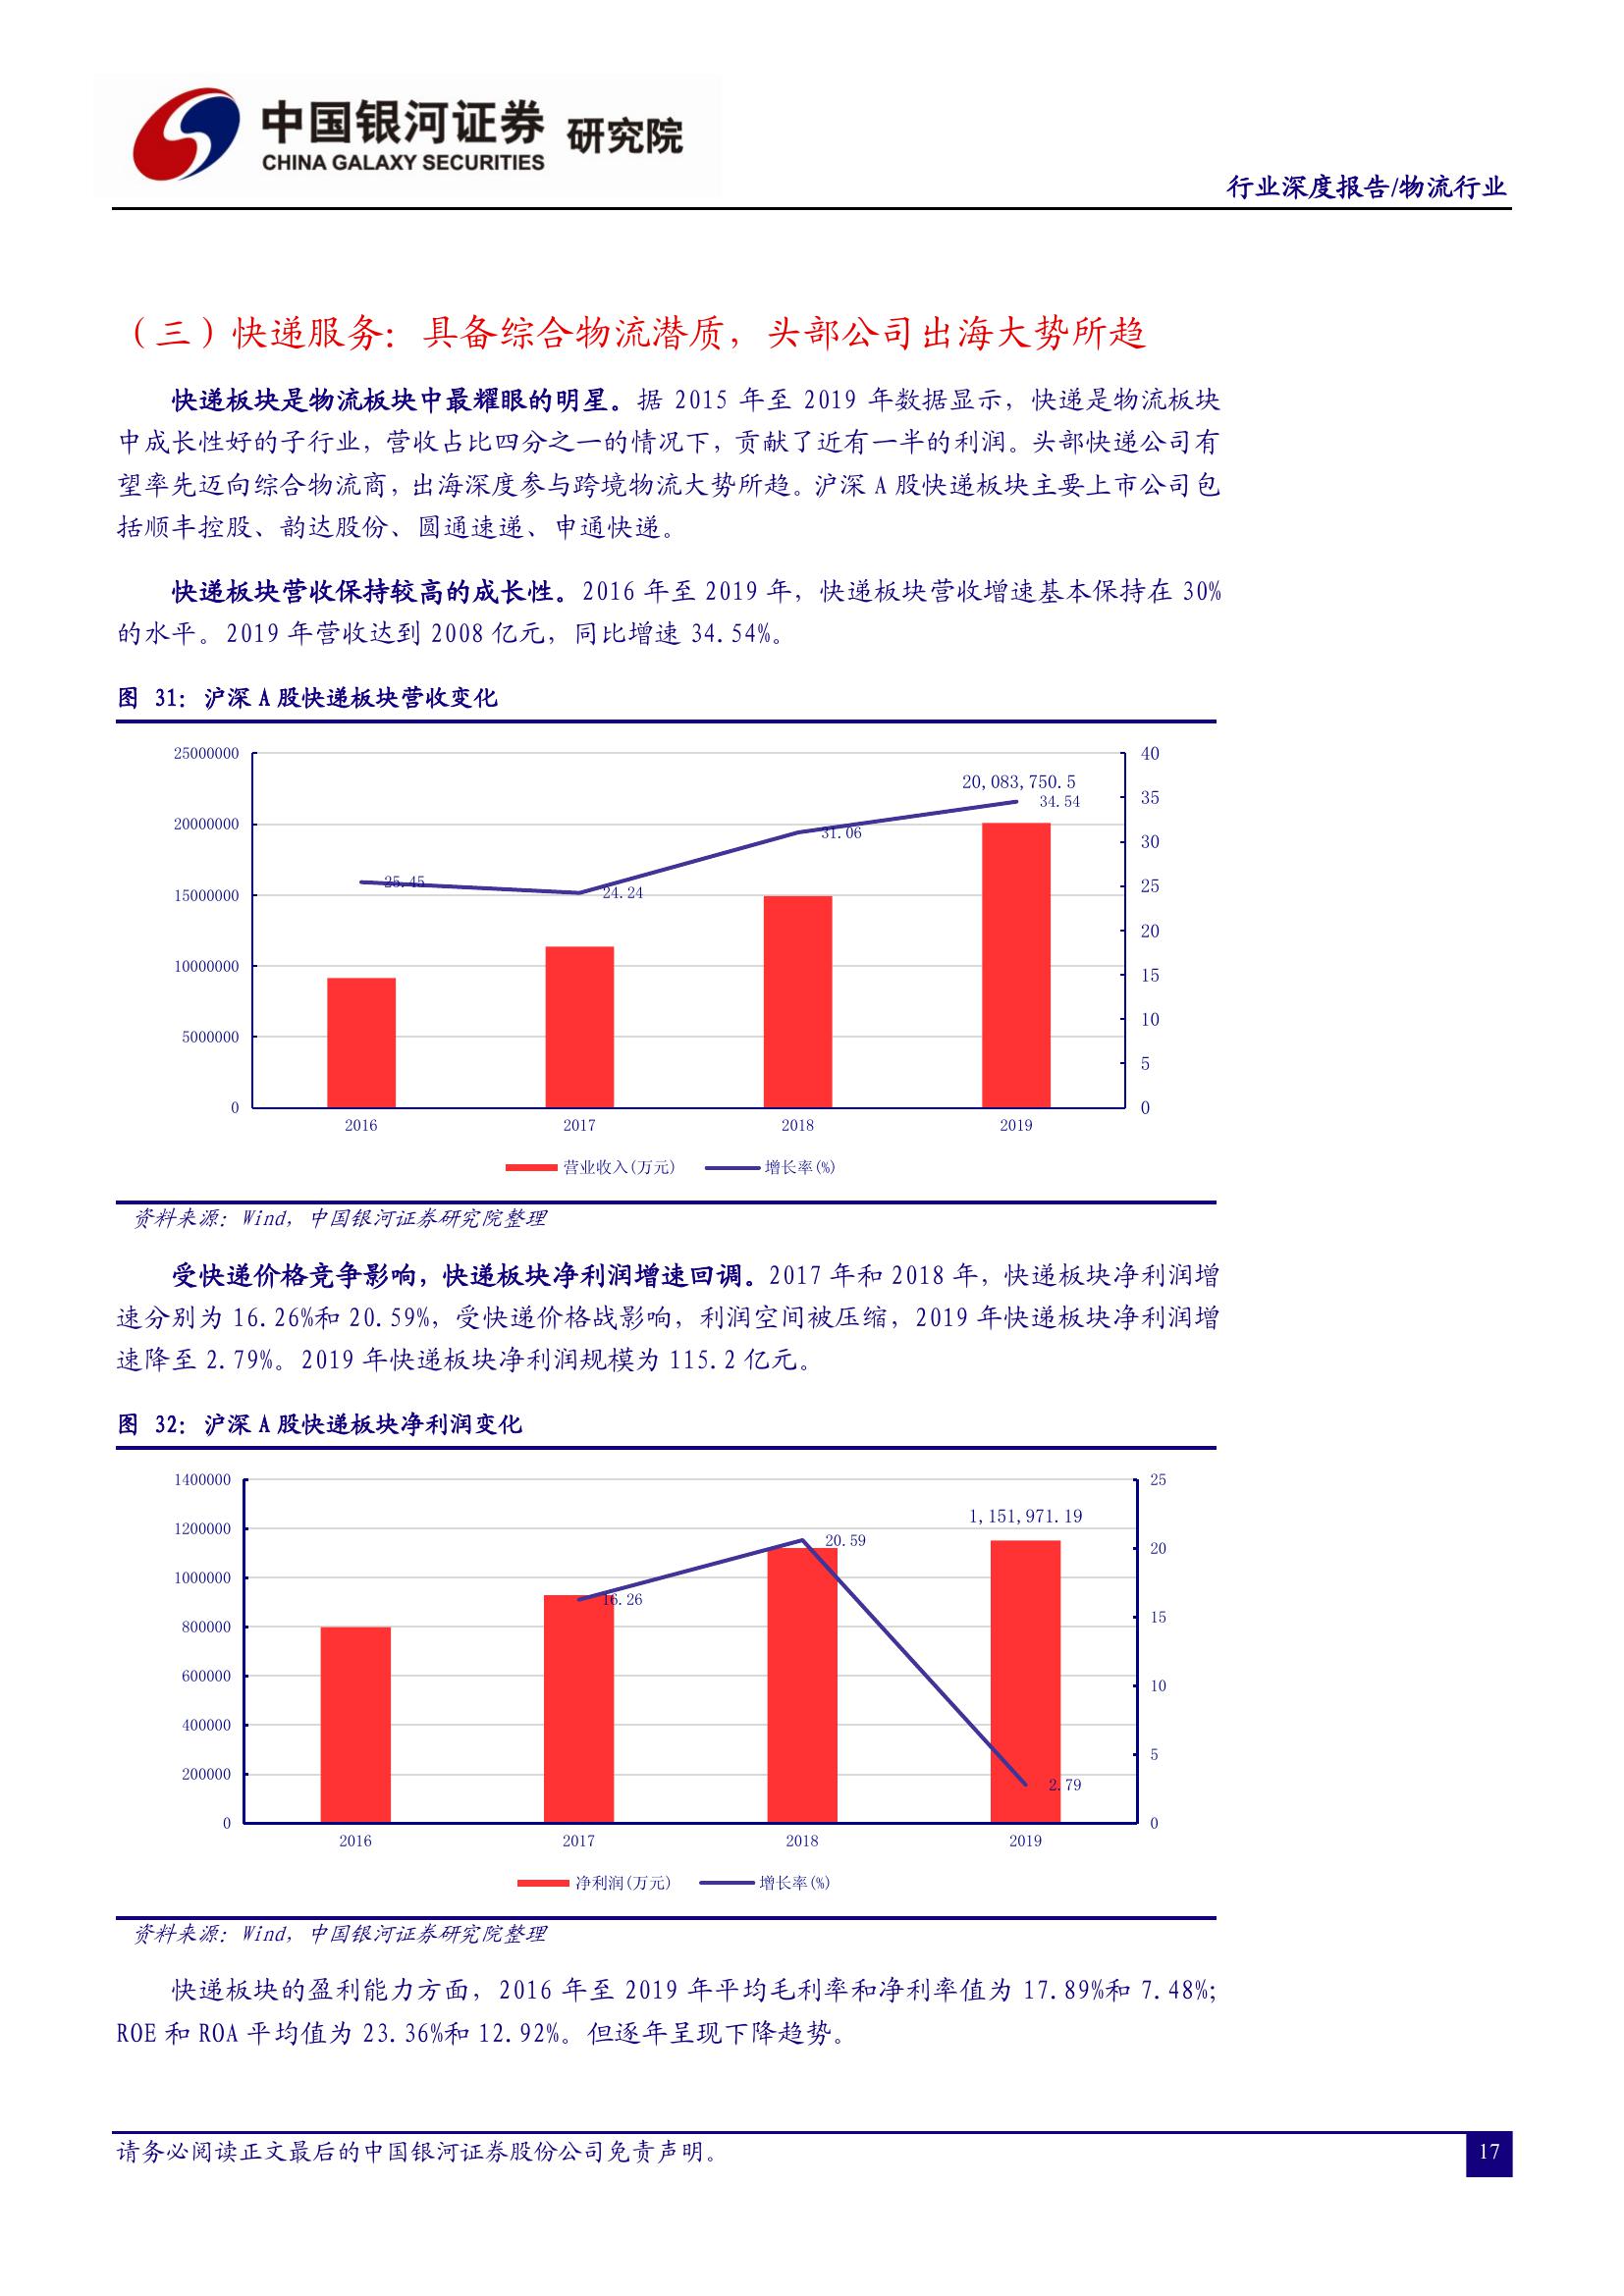 中国银河证券 研究院
CHINA GALAXY SECURITIES
行业深度报告/物流行业
（三）快递服务：具备综合物流潜质，头部公司出海大势所趋
快递板块是物流板块中最耀眼的明星。据 2015 年至 2019 年数据显示，快递是物流板块
中成长性好的子行业，营收占比四分之一的情况下，贡献了近有一半的利润。头部快递公司有
望率先迈向综合物流商，出海深度参与跨境物流大势所趋。沪深 A 股快递板块主要上市公司包
括顺丰控股、韵达股份、圆通速递、申通快递。
快递板块营收保持较高的成长性。2016 年至 2019 年，快递板块营收增速基本保持在 30%
的水平。2019 年营收达到 2008 亿元，同比增速 34.54%。
图 31：沪深 A 股快递板块营收变化
25000000
20000000
15000000
10000000
5000000
0
40
35
30
25
20
15
10
5
0
20,083,750.5
34.54
31.06
25.45
24.24
2016 2017 2018 2019
营业收入(万元) 增长率(%)
资料来源：Wind，中国银河证券研究院整理
受快递价格竞争影响，快递板块净利润增速回调。2017 年和 2018 年，快递板块净利润增
速分别为 16.26%和 20.59%，受快递价格战影响，利润空间被压缩，2019 年快递板块净利润增
速降至 2.79%。2019 年快递板块净利润规模为 115.2 亿元。
图 32：沪深 A 股快递板块净利润变化
1400000
1200000
1000000
800000
600000
400000
200000
0
25
20
15
10
5
0
1,151,971.19
20.59
16.26
2.79
2016 2017 2018 2019
净利润(万元) 增长率(%)
资料来源：Wind，中国银河证券研究院整理
快递板块的盈利能力方面，2016 年至 2019 年平均毛利率和净利率值为 17.89%和 7.48%；
ROE 和 ROA 平均值为 23.36%和 12.92%。但逐年呈现下降趋势。
请务必阅读正文最后的中国银河证券股份公司免责声明。
17